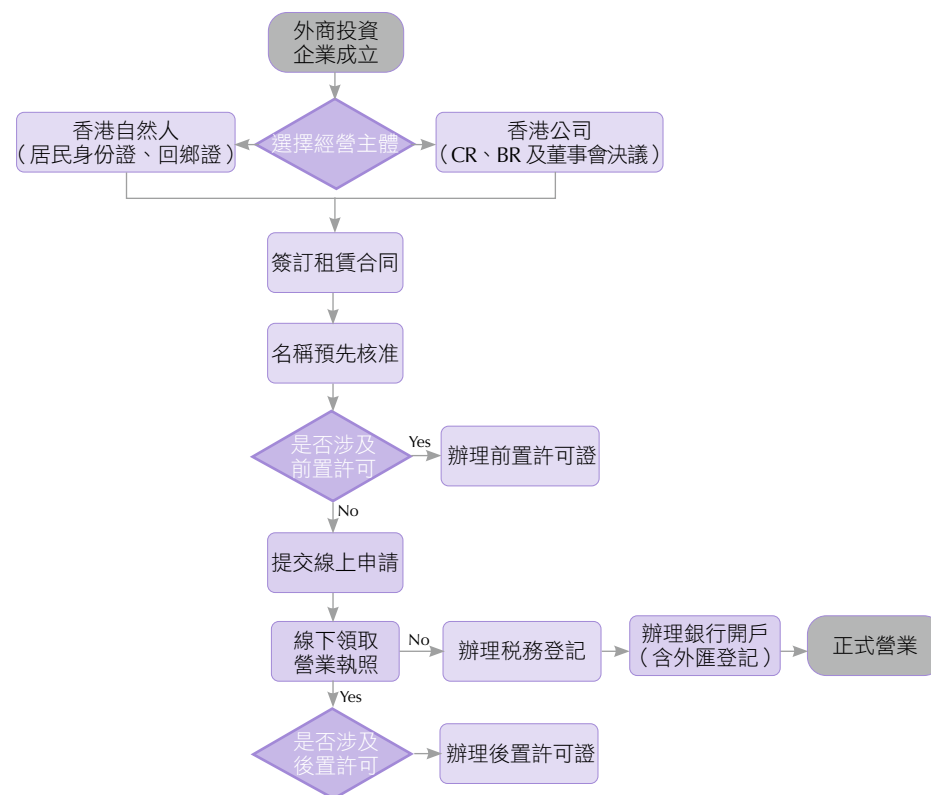 外商投資
企業成立
香港自然人
（居民身份證、回鄉證）
選擇經營主體
香港公司
（CR、BR 及董事會決議）
簽訂租賃合同
名稱預先核准
是否涉及
前置許可
Yes
辦理前置許可證
No
提交線上申請
線下領取
營業執照
No
辦理稅務登記
辦理銀行開戶
（含外匯登記）
正式營業
Yes
是否涉及
後置許可
辦理後置許可證